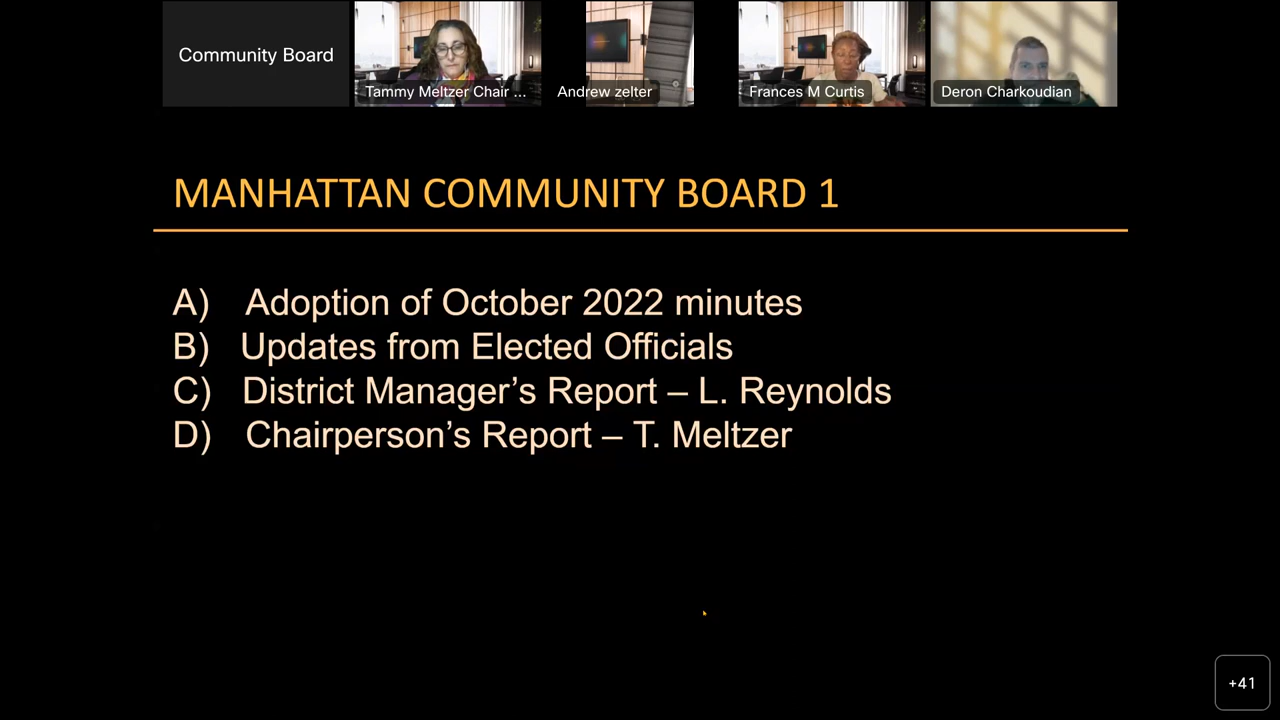 Community Board
Tammy Meltzer Chair ...
Andrew zelter
Frances M Curtis
Deron Charkoudian
MANHATTAN COMMUNITY BOARD 1
A) Adoption of October 2022 minutes
B) Updates from Elected Officials
C) District Manager’s Report – L. Reynolds
D) Chairperson’s Report – T. Meltzer
+41